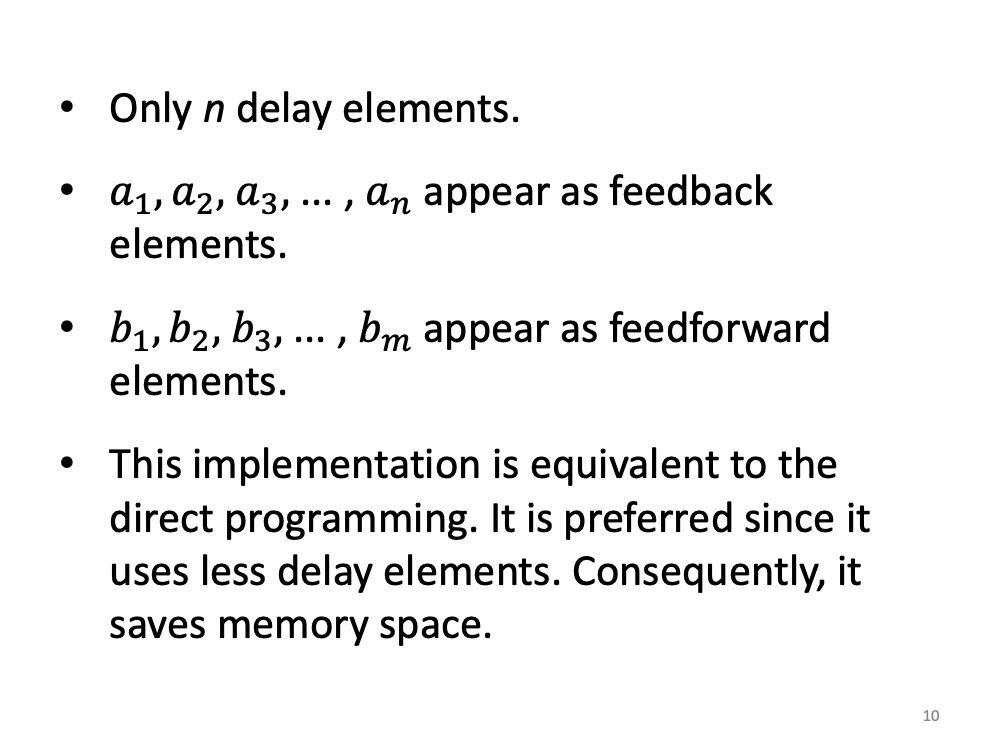 • Only n delay elements.
• 𝑎₁, 𝑎₂, 𝑎₃, … , 𝑎ₙ appear as feedback
elements.
• 𝑏₁, 𝑏₂, 𝑏₃, … , 𝑏ₘ appear as feedforward
elements.
• This implementation is equivalent to the
direct programming. It is preferred since it
uses less delay elements. Consequently, it
saves memory space.
10